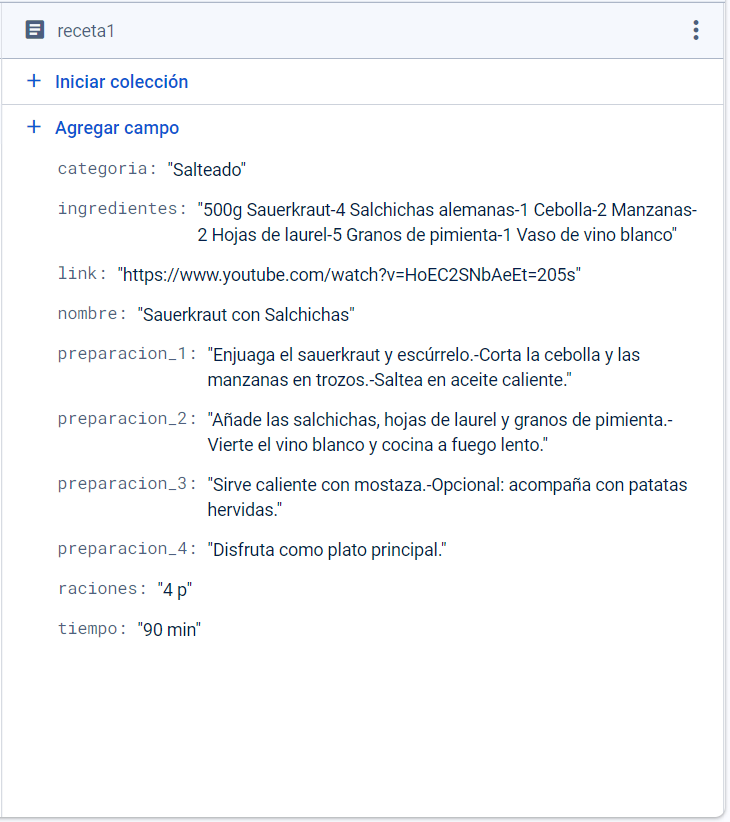 receta1
+ Iniciar colección
+ Agregar campo
categoria: "Salteado"
ingredientes: "500g Sauerkraut-4 Salchichas alemanas-1 Cebolla-2 Manzanas-
2 Hojas de laurel-5 Granos de pimienta-1 Vaso de vino blanco"
link: "https://www.youtube.com/watch?v=HoEC2SNbAeEt=205s"
nombre: "Sauerkraut con Salchichas"
preparacion_1: "Enjuaga el sauerkraut y escúrrelo.-Corta la cebolla y las
manzanas en trozos.-Saltea en aceite caliente."
preparacion_2: "Añade las salchichas, hojas de laurel y granos de pimienta.-
Vierte el vino blanco y cocina a fuego lento."
preparacion_3: "Sirve caliente con mostaza.-Opcional: acompaña con patatas
hervidas."
preparacion_4: "Disfruta como plato principal."
raciones: "4 p"
tiempo: "90 min"